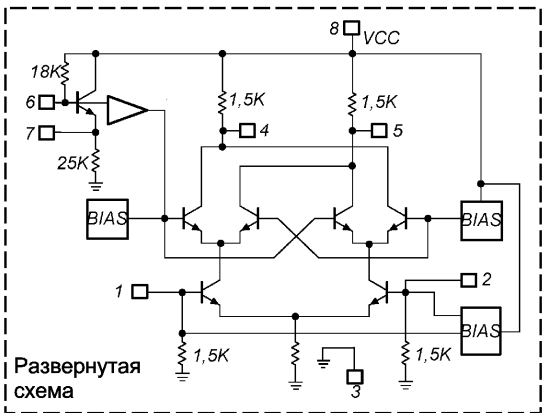 8
VCC
18K
1,5K
1,5K
6
4
5
7
25K
BIAS
BIAS
1
2
BIAS
1,5K
1,5K
3
Развернутая
схема